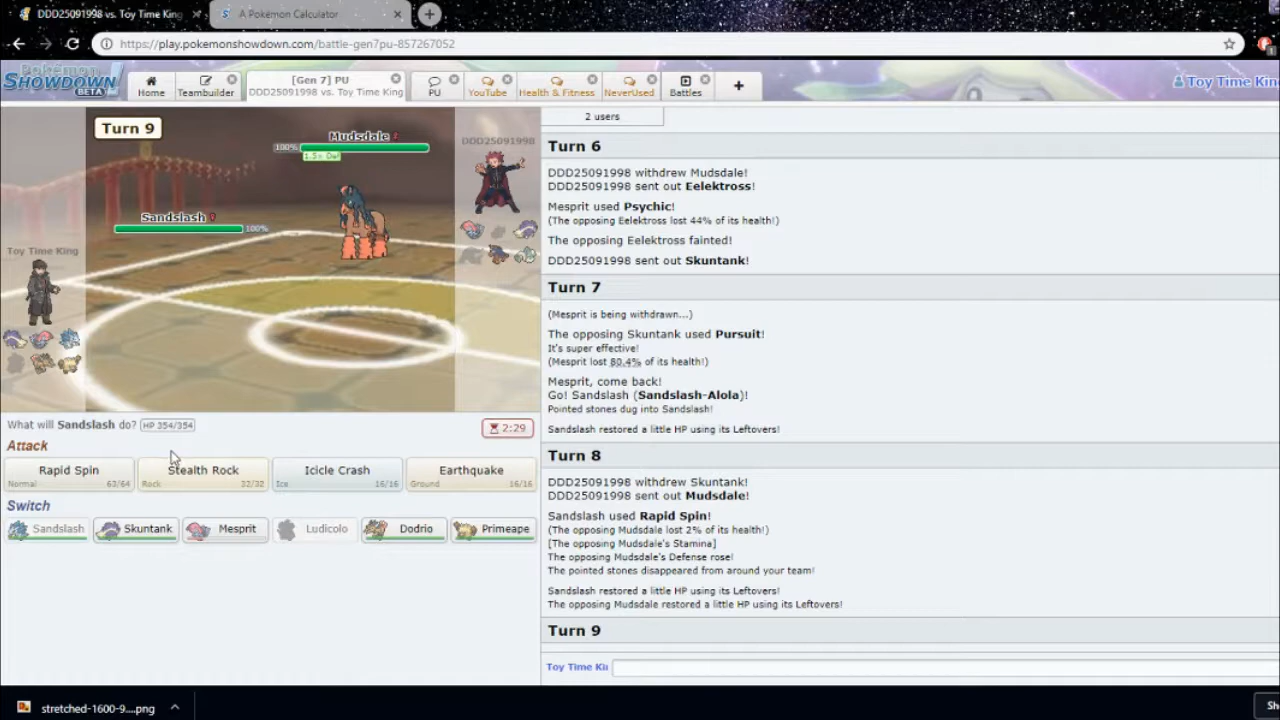 DDD25091998 vs. Toy Time King
A Pokémon Calculator
https://play.pokemonshowdown.com/battle-gen7pu-857267052
Pokémon
SHOWDOWN!
BETA
Home
Teambuilder
[Gen 7] PU
DDD25091998 vs. Toy Time King
PU
YouTube
Health & Fitness
NeverUsed
Battles
Toy Time Kin
2 users
Turn 9
Mudsdale
100%
1.5× Def
DDD25091998
Sandslash
100%
Toy Time King
What will Sandslash do? HP 354/354
2:29
Attack
Rapid Spin
Normal 63/64
Stealth Rock
Rock 32/32
Icicle Crash
Ice 16/16
Earthquake
Ground 16/16
Switch
Sandslash
Skuntank
Mesprit
Ludicolo
Dodrio
Primeape
Turn 6
DDD25091998 withdrew Mudsdale!
DDD25091998 sent out Eelektross!
Mesprit used Psychic!
(The opposing Eelektross lost 44% of its health!)
The opposing Eelektross fainted!
DDD25091998 sent out Skuntank!
Turn 7
(Mesprit is being withdrawn...)
The opposing Skuntank used Pursuit!
It's super effective!
(Mesprit lost 80.4% of its health!)
Mesprit, come back!
Go! Sandslash (Sandslash-Alola)!
Pointed stones dug into Sandslash!
Sandslash restored a little HP using its Leftovers!
Turn 8
DDD25091998 withdrew Skuntank!
DDD25091998 sent out Mudsdale!
Sandslash used Rapid Spin!
(The opposing Mudsdale lost 2% of its health!)
[The opposing Mudsdale's Stamina]
The opposing Mudsdale's Defense rose!
The pointed stones disappeared from around your team!
Sandslash restored a little HP using its Leftovers!
The opposing Mudsdale restored a little HP using its Leftovers!
Turn 9
Toy Time Ki
stretched-1600-9....png
Sh